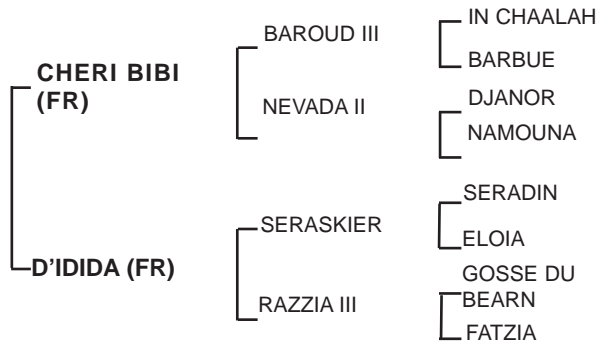 CHERI BIBI
(FR)
BAROUD III
IN CHAALAH
BARBUE
NEVADA II
DJANOR
NAMOUNA
D'IDIDA (FR)
SERASKIER
SERADIN
ELOIA
RAZZIA III
GOSSE DU
BEARN
FATZIA